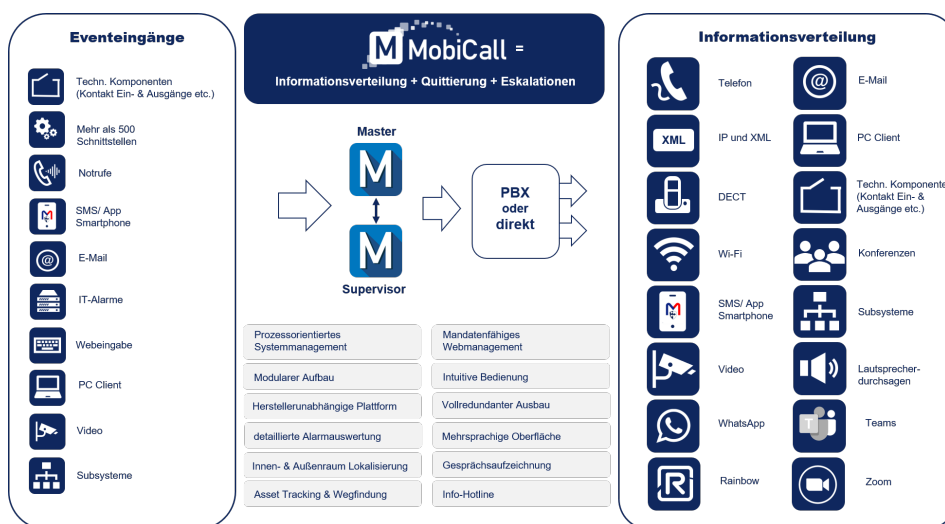 Eventeingänge
Techn. Komponenten
(Kontakt Ein- & Ausgänge etc.)
Mehr als 500
Schnittstellen
Notrufe
SMS/ App
Smartphone
@
E-Mail
IT-Alarme
Webeingabe
PC Client
Video
Subsysteme
M MobiCall =
Informationsverteilung + Quittierung + Eskalationen
Master
M
M
Supervisor
PBX
oder
direkt
Prozessorientiertes
Systemmanagement
Mandatenfähiges
Webmanagement
Modularer Aufbau
Intuitive Bedienung
Herstellerunabhängige Plattform
Vollredundanter Ausbau
detaillierte Alarmauswertung
Mehrsprachige Oberfläche
Innen- & Außenraum Lokalisierung
Gesprächsaufzeichnung
Asset Tracking & Wegfindung
Info-Hotline
Informationsverteilung
Telefon
@
E-Mail
XML
IP und XML
PC Client
DECT
Techn. Komponente
(Kontakt Ein- &
Ausgänge etc.)
Wi-Fi
Konferenzen
M
SMS/ App
Smartphone
Subsysteme
Video
Lautsprecher-
durchsagen
WhatsApp
T
Teams
R
Rainbow
Zoom